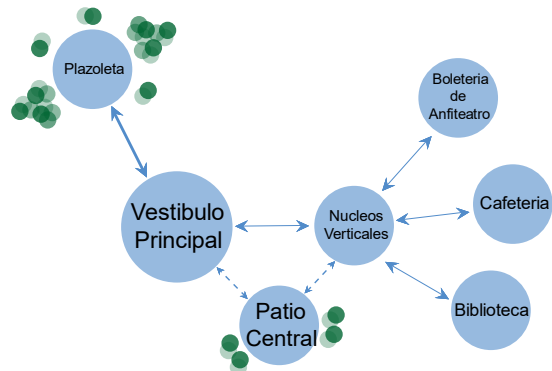 Plazoleta
Boleteria
de
Anfiteatro
Vestibulo
Principal
Nucleos
Verticales
Cafeteria
Patio
Central
Biblioteca